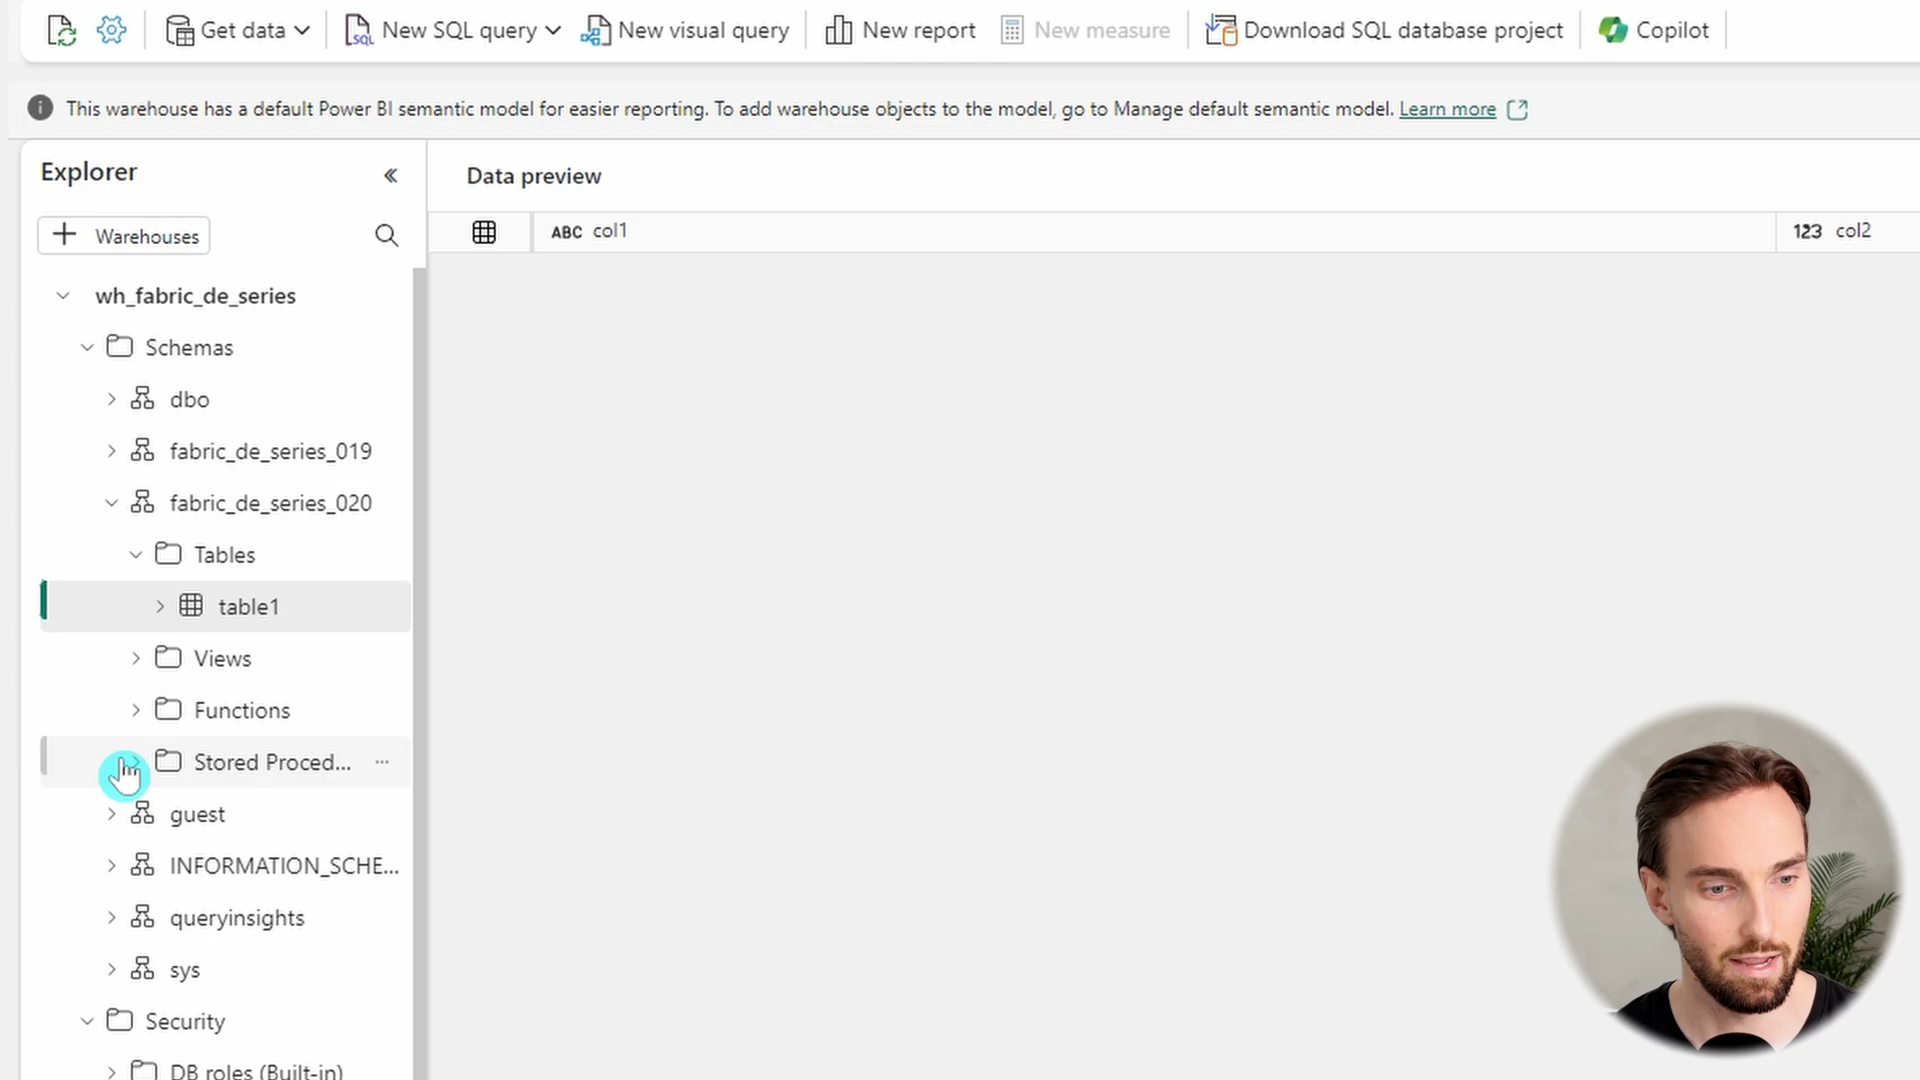 Get data
New SQL query
New visual query
New report
New measure
Download SQL database project
Copilot
This warehouse has a default Power BI semantic model for easier reporting. To add warehouse objects to the model, go to Manage default semantic model. Learn more
Explorer
Warehouses
wh_fabric_de_series
Schemas
dbo
fabric_de_series_019
fabric_de_series_020
Tables
table1
Views
Functions
Stored Proced...
guest
INFORMATION_SCHE...
queryinsights
sys
Security
DB roles (Built-in)
Data preview
ABC col1
123 col2